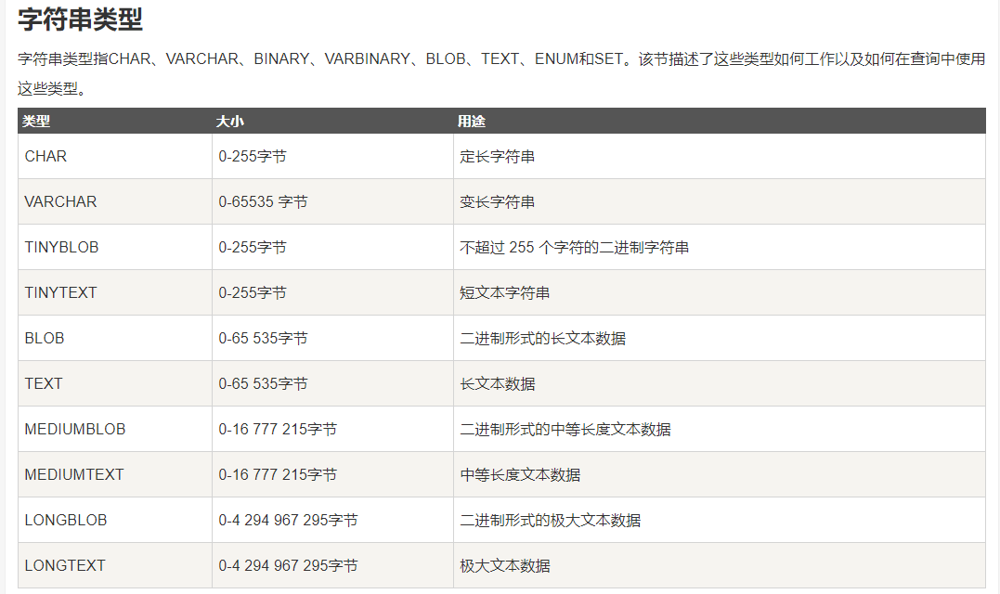 字符串类型
字符串类型指CHAR、VARCHAR、BINARY、VARBINARY、BLOB、TEXT、ENUM和SET。该节描述了这些类型如何工作以及如何在查询中使用
这些类型。
类型 大小 用途
CHAR 0-255字节 定长字符串
VARCHAR 0-65535 字节 变长字符串
TINYBLOB 0-255字节 不超过 255 个字符的二进制字符串
TINYTEXT 0-255字节 短文本字符串
BLOB 0-65 535字节 二进制形式的长文本数据
TEXT 0-65 535字节 长文本数据
MEDIUMBLOB 0-16 777 215字节 二进制形式的中等长度文本数据
MEDIUMTEXT 0-16 777 215字节 中等长度文本数据
LONGBLOB 0-4 294 967 295字节 二进制形式的极大文本数据
LONGTEXT 0-4 294 967 295字节 极大文本数据